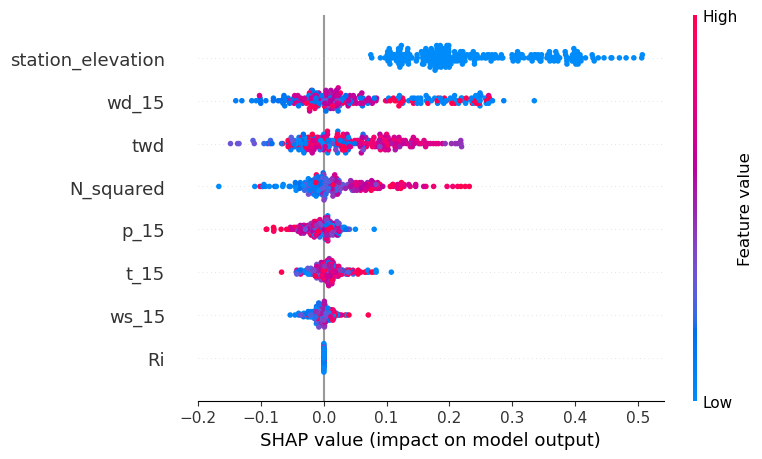 High
station_elevation
wd_15
twd
N_squared
p_15
t_15
ws_15
Ri
Feature value
Low
−0.2 −0.1 0.0 0.1 0.2 0.3 0.4 0.5
SHAP value (impact on model output)